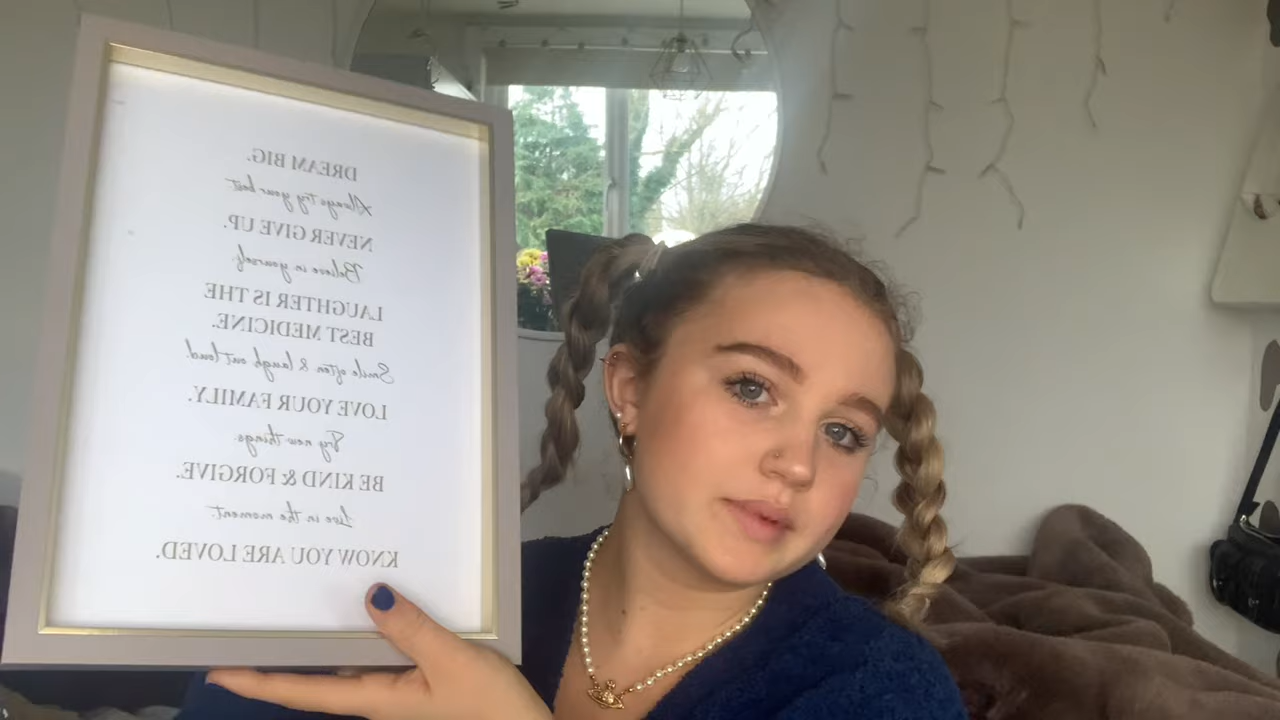 DREAM BIG.
Always try your best.
NEVER GIVE UP.
Believe in yourself.
LAUGHTER IS THE
BEST MEDICINE.
Smile often & laugh out loud.
LOVE YOUR FAMILY.
Try new things.
BE KIND & FORGIVE.
Live in the moment.
KNOW YOU ARE LOVED.